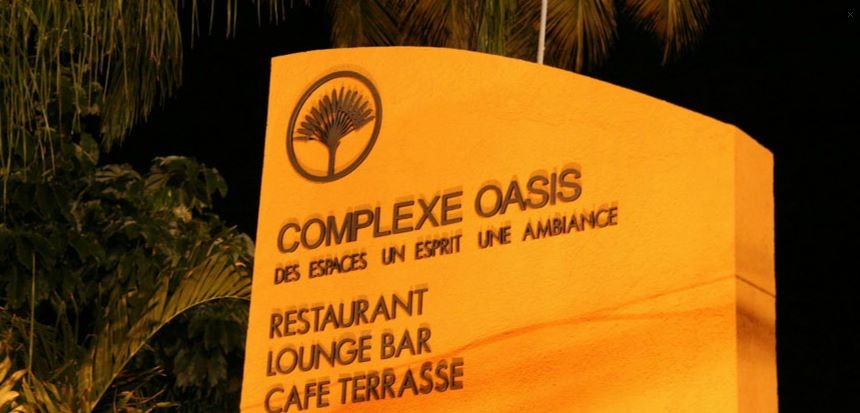 COMPLEXE OASIS
DES ESPACES UN ESPRIT UNE AMBIANCE
RESTAURANT
LOUNGE BAR
CAFE TERRASSE